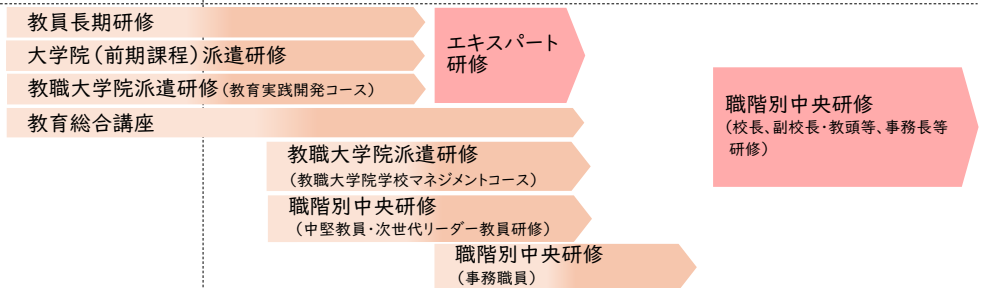 教員長期研修
大学院(前期課程)派遣研修
教職大学院派遣研修(教育実践開発コース)
エキスパート
研修
教育総合講座
職階別中央研修
(校長、副校長・教頭等、事務長等
研修)
教職大学院派遣研修
(教職大学院学校マネジメントコース)
職階別中央研修
(中堅教員・次世代リーダー教員研修)
職階別中央研修
(事務職員)